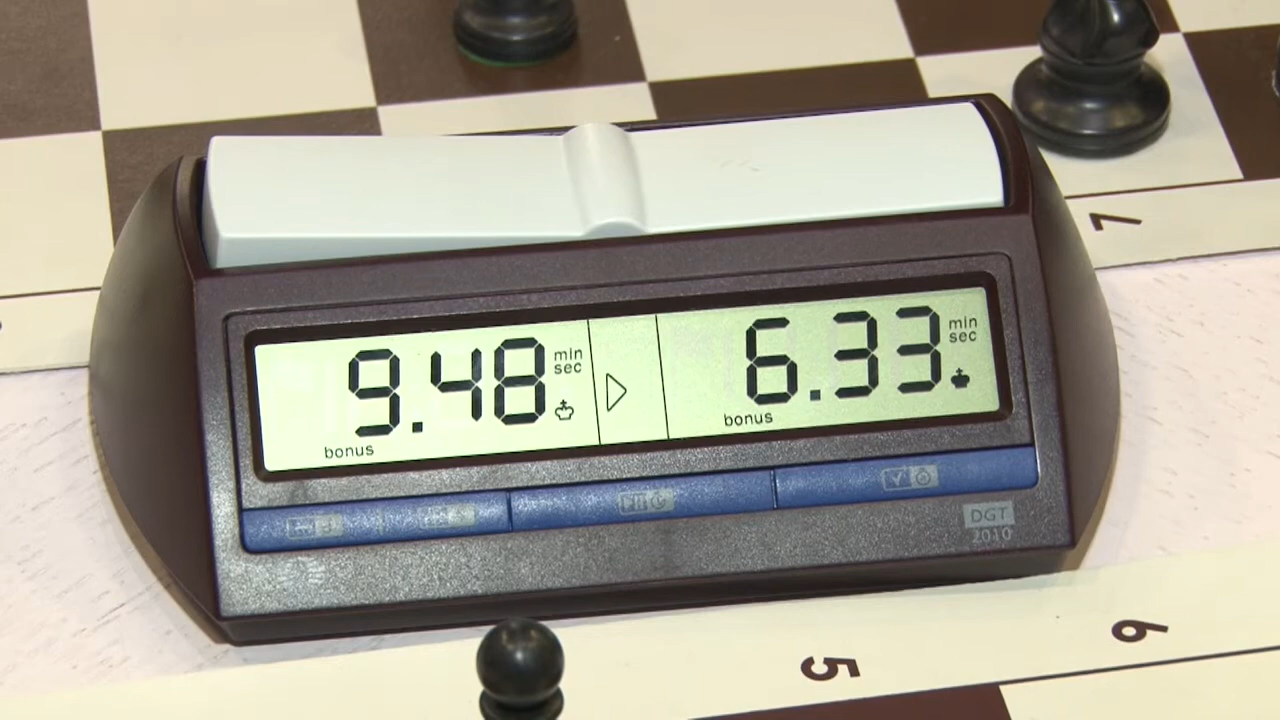 7
9.48 min sec
bonus
6.33 min sec
bonus
DGT
2010
5
6